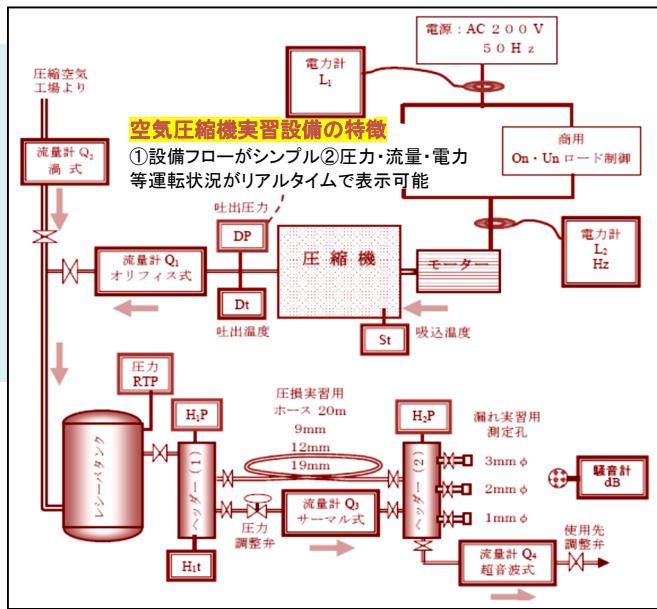 電源：AC 200 V
50 Hz
電力計
L₁
圧縮空気
工場より
空気圧縮機実習設備の特徴
①設備フローがシンプル②圧力・流量・電力
等運転状況がリアルタイムで表示可能
流量計 Q₂
渦 式
商用
On・Un ロード制御
吐出圧力
DP
流量計 Q₁
オリフィス式
圧 縮 機
モーター
電力計
L₂
Hz
Dt
吐出温度
St
吸込温度
圧力
RTP
H₁P
圧損実習用
ホース 20m
9mm
12mm
19mm
H₂P
漏れ実習用
測定孔
レシーバタンク
ヘッダー（1）
ヘッダー（2）
3mmφ
2mmφ
1mmφ
騒音計
dB
圧力
調整弁
流量計 Q₃
サーマル式
H₁t
流量計 Q₄
超音波式
使用先
調整弁